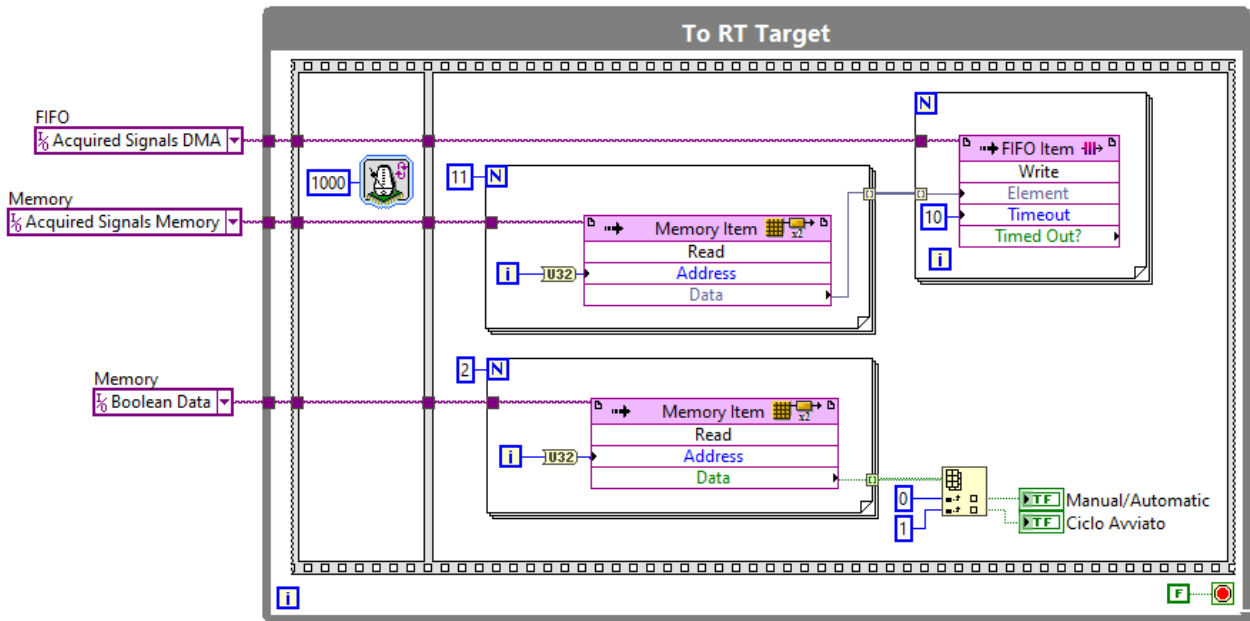 To RT Target
FIFO
I/O Acquired Signals DMA
1000
Memory
I/O Acquired Signals Memory
11
N
Memory Item
x2
Read
i
U32
Address
Data
N
FIFO Item
Write
Element
10
Timeout
Timed Out?
i
Memory
I/O Boolean Data
2
N
Memory Item
x2
Read
i
U32
Address
Data
0
1
TF
Manual/Automatic
TF
Ciclo Avviato
i
F